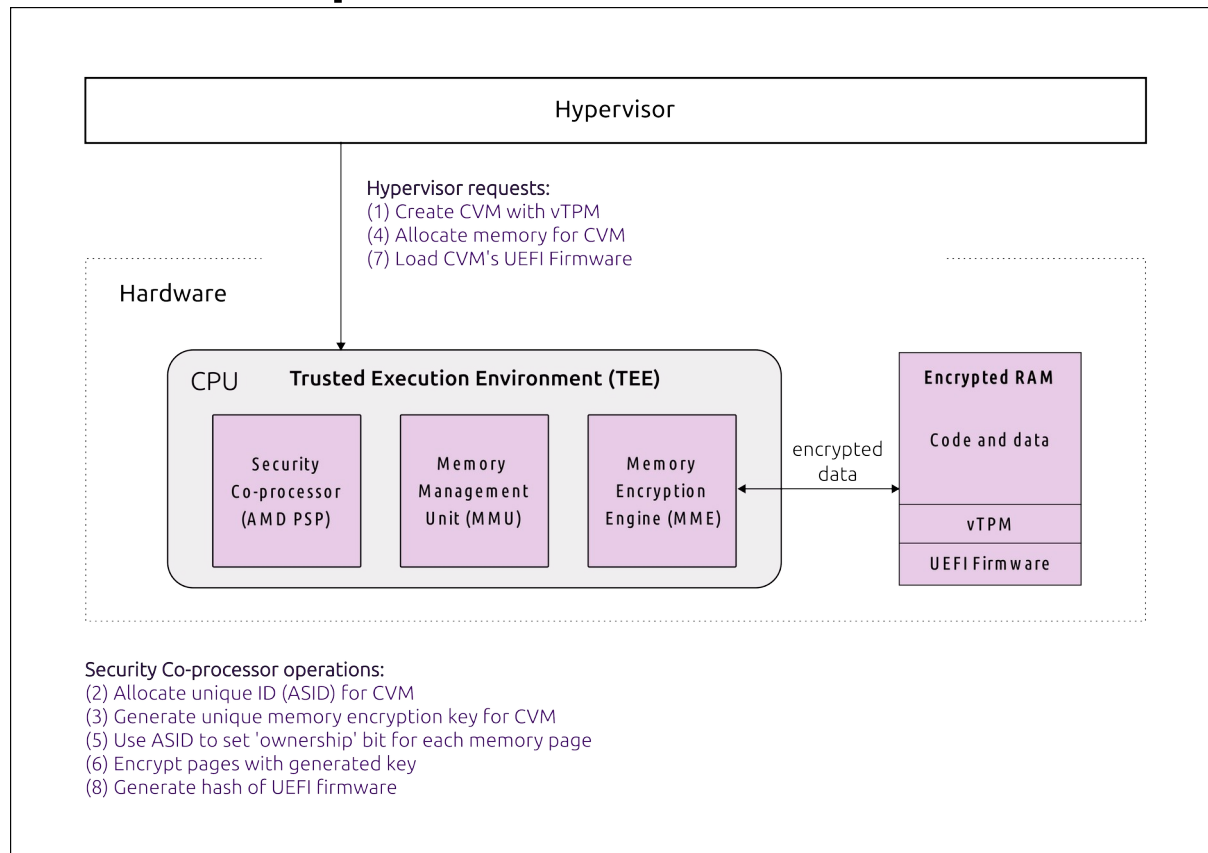 Hypervisor
Hypervisor requests:
(1) Create CVM with vTPM
(4) Allocate memory for CVM
(7) Load CVM's UEFI Firmware
Hardware
CPU
Trusted Execution Environment (TEE)
Security
Co-processor
(AMD PSP)
Memory
Management
Unit (MMU)
Memory
Encryption
Engine (MME)
encrypted
data
Encrypted RAM
Code and data
vTPM
UEFI Firmware
Security Co-processor operations:
(2) Allocate unique ID (ASID) for CVM
(3) Generate unique memory encryption key for CVM
(5) Use ASID to set 'ownership' bit for each memory page
(6) Encrypt pages with generated key
(8) Generate hash of UEFI firmware